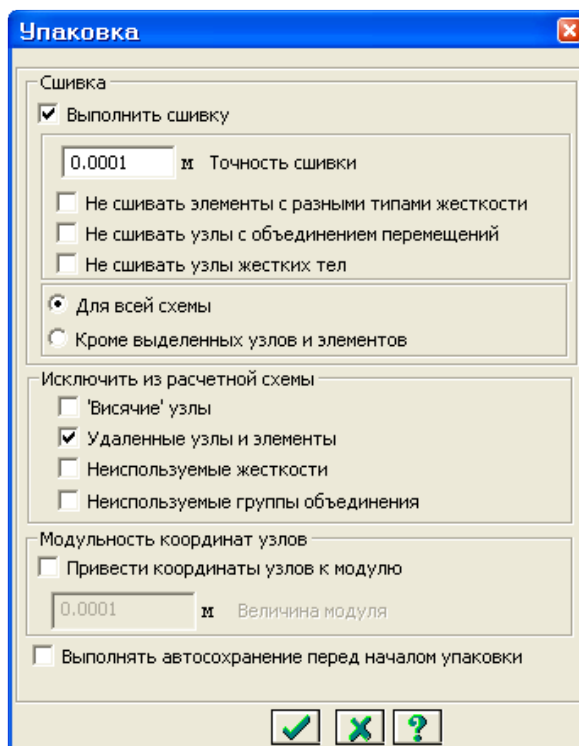 Упаковка
Сшивка
Выполнить сшивку
0.0001 м Точность сшивки
Не сшивать элементы с разными типами жесткости
Не сшивать узлы с объединением перемещений
Не сшивать узлы жестких тел
Для всей схемы
Кроме выделенных узлов и элементов
Исключить из расчетной схемы
'Висячие' узлы
Удаленные узлы и элементы
Неиспользуемые жесткости
Неиспользуемые группы объединения
Модульность координат узлов
Привести координаты узлов к модулю
0.0001 м Величина модуля
Выполнять автосохранение перед началом упаковки
?